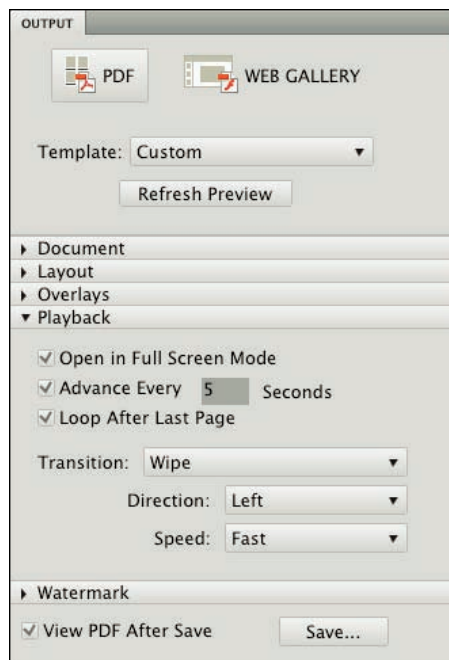 OUTPUT
PDF WEB GALLERY
Template: Custom
Refresh Preview
Document
Layout
Overlays
Playback
Open in Full Screen Mode
Advance Every 5 Seconds
Loop After Last Page
Transition: Wipe
Direction: Left
Speed: Fast
Watermark
View PDF After Save Save...